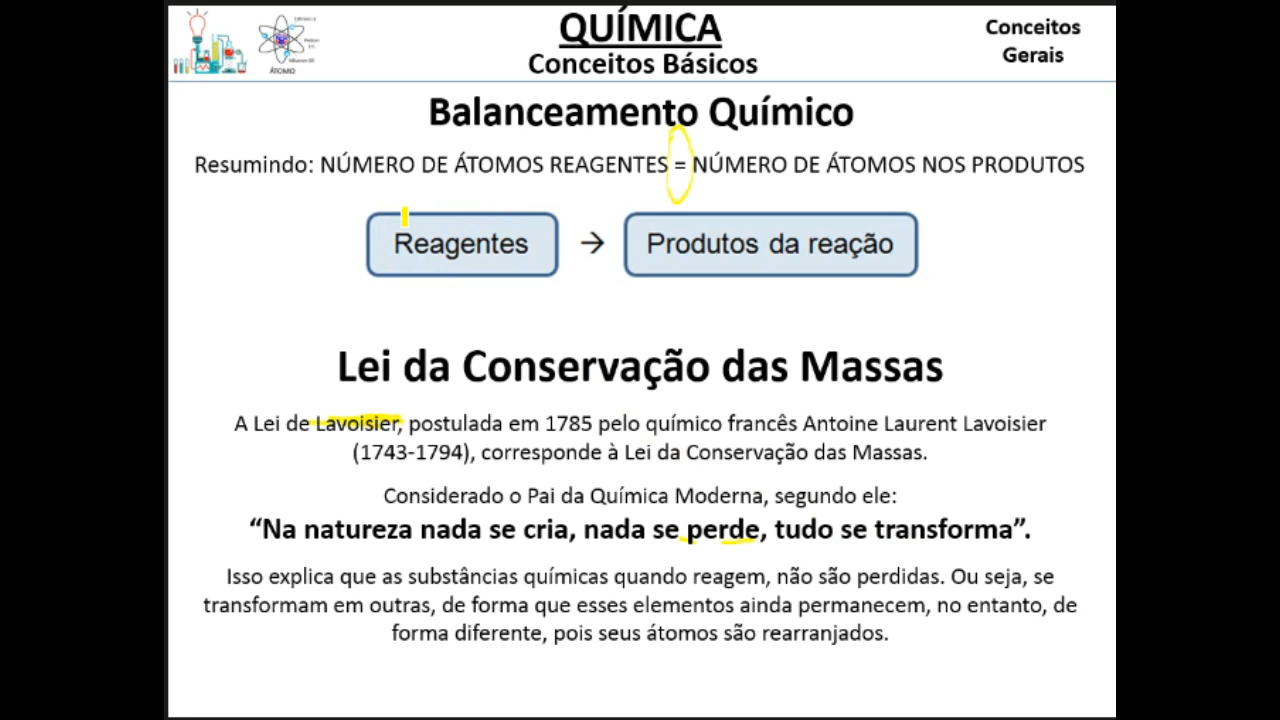 QUÍMICA
Conceitos Básicos
Conceitos
Gerais
ÁTOMO
Balanceamento Químico
Resumindo: NÚMERO DE ÁTOMOS REAGENTES = NÚMERO DE ÁTOMOS NOS PRODUTOS
Reagentes → Produtos da reação
Lei da Conservação das Massas
A Lei de Lavoisier, postulada em 1785 pelo químico francês Antoine Laurent Lavoisier
(1743-1794), corresponde à Lei da Conservação das Massas.
Considerado o Pai da Química Moderna, segundo ele:
“Na natureza nada se cria, nada se perde, tudo se transforma”.
Isso explica que as substâncias químicas quando reagem, não são perdidas. Ou seja, se
transformam em outras, de forma que esses elementos ainda permanecem, no entanto, de
forma diferente, pois seus átomos são rearranjados.